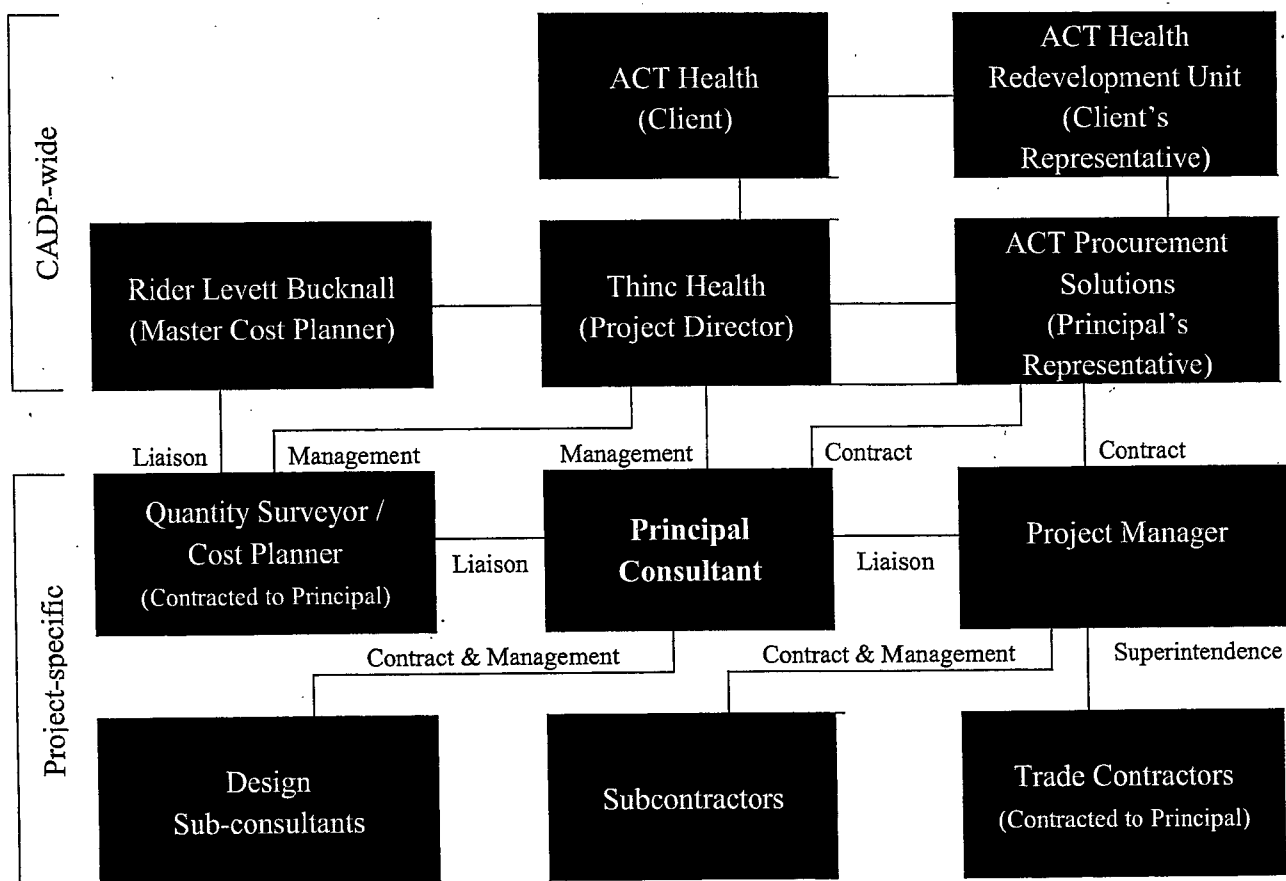 CADP-wide
ACT Health
(Client)
ACT Health
Redevelopment Unit
(Client's
Representative)
Rider Levett Bucknall
(Master Cost Planner)
Thinc Health
(Project Director)
ACT Procurement
Solutions
(Principal's
Representative)
Liaison
Management
Management
Contract
Contract
Project-specific
Quantity Surveyor /
Cost Planner
(Contracted to Principal)
Liaison
Principal
Consultant
Liaison
Project Manager
Contract & Management
Contract & Management
Superintendence
Design
Sub-consultants
Subcontractors
Trade Contractors
(Contracted to Principal)